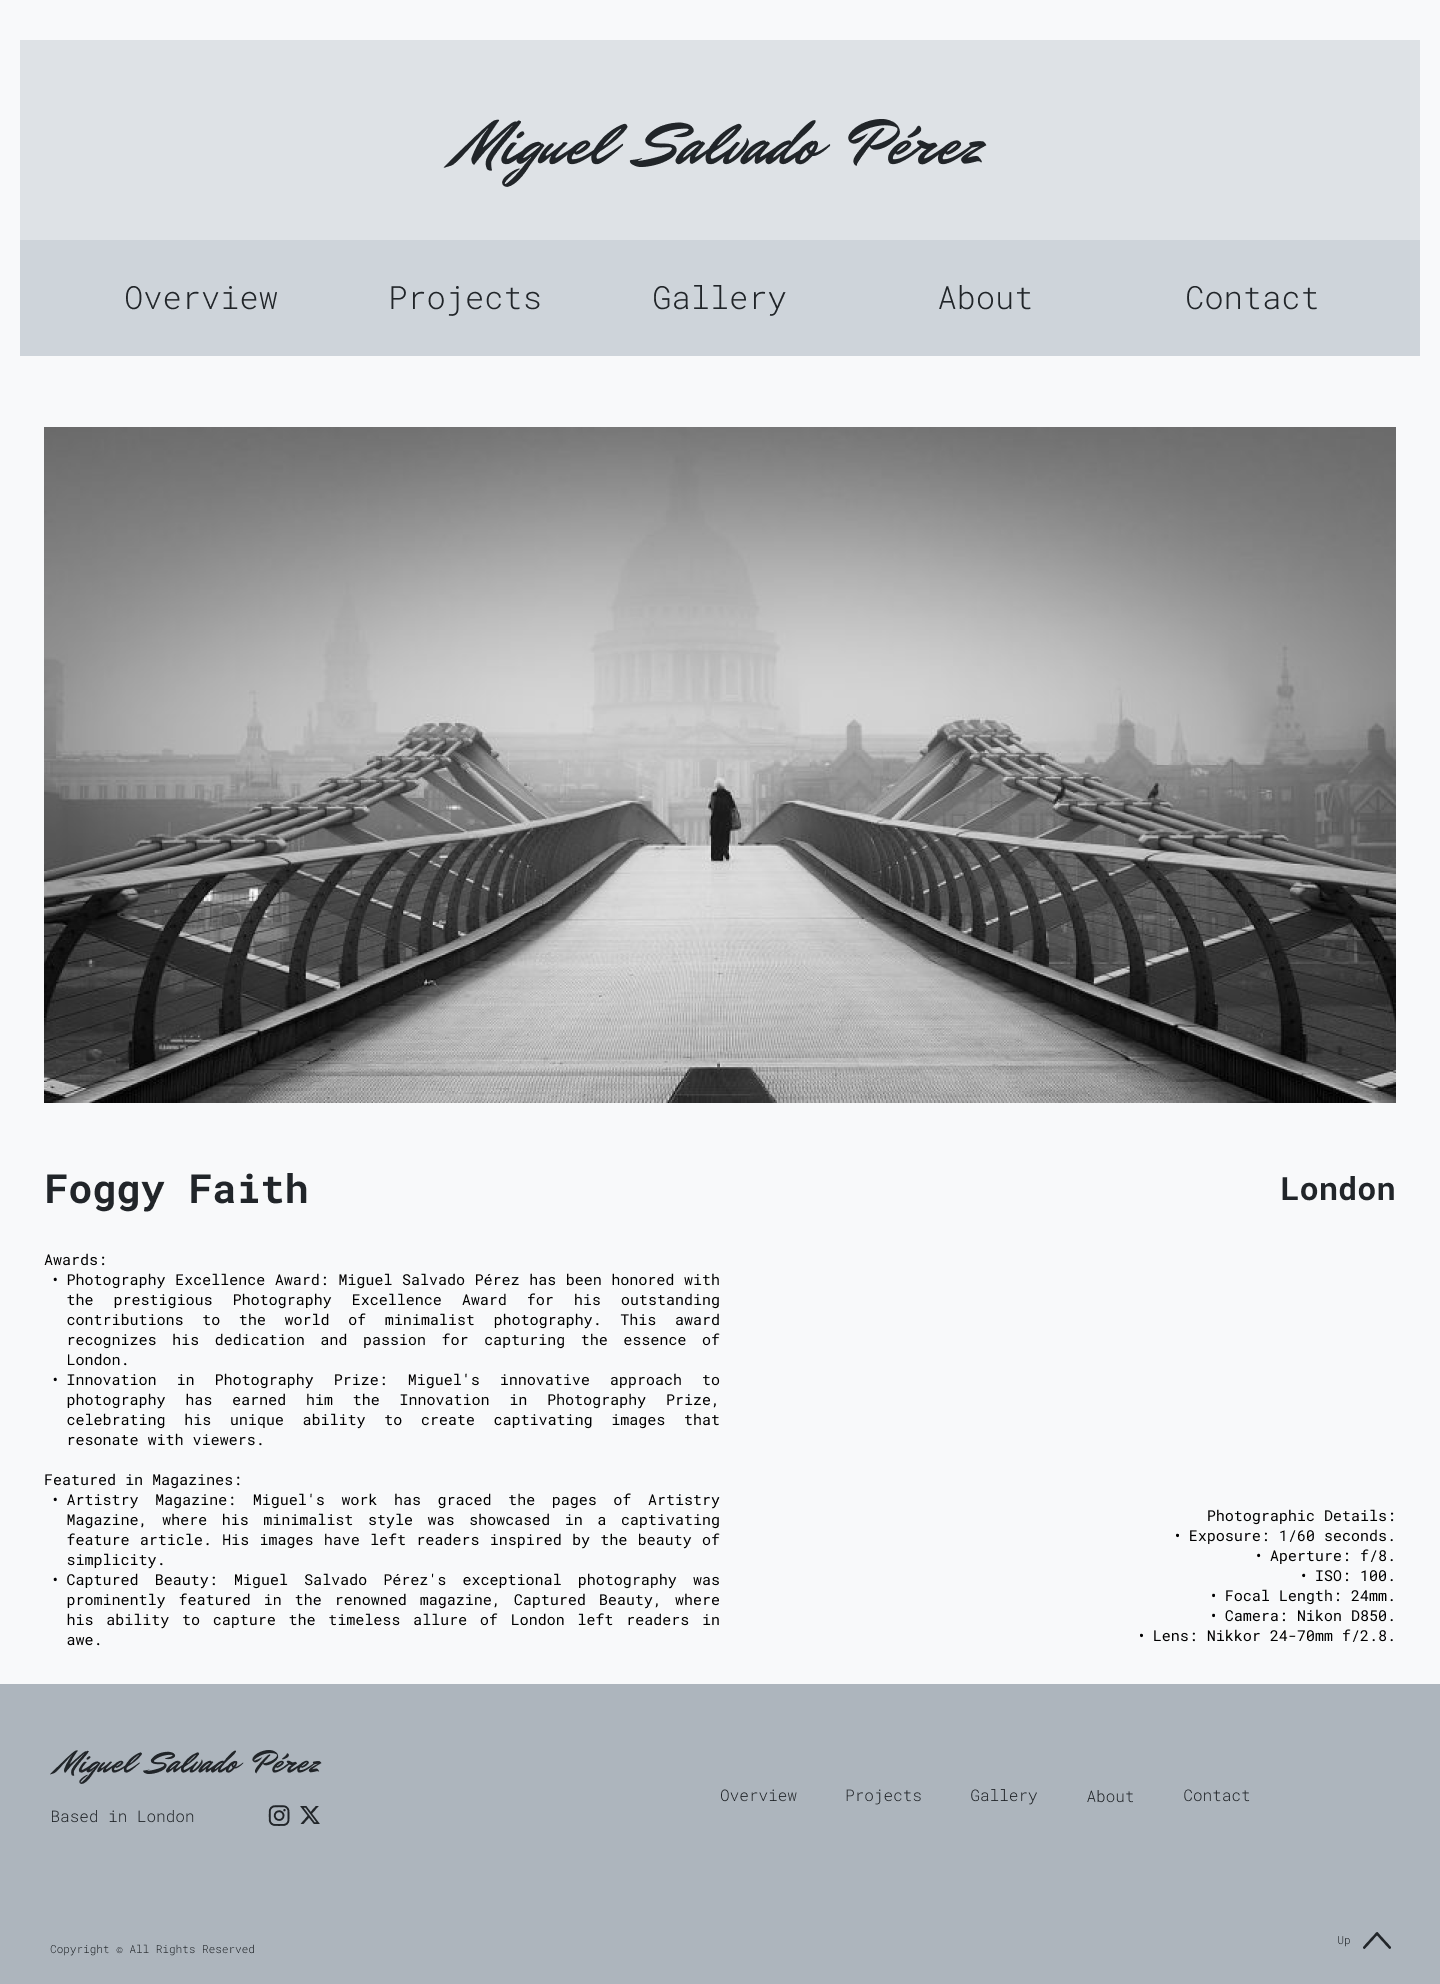 Miguel Salvado Pérez
Overview Projects Gallery About Contact
Foggy Faith
London
Awards:
• Photography Excellence Award: Miguel Salvado Pérez has been honored with
the prestigious Photography Excellence Award for his outstanding
contributions to the world of minimalist photography. This award
recognizes his dedication and passion for capturing the essence of
London.
• Innovation in Photography Prize: Miguel's innovative approach to
photography has earned him the Innovation in Photography Prize,
celebrating his unique ability to create captivating images that
resonate with viewers.
Featured in Magazines:
• Artistry Magazine: Miguel's work has graced the pages of Artistry
Magazine, where his minimalist style was showcased in a captivating
feature article. His images have left readers inspired by the beauty of
simplicity.
• Captured Beauty: Miguel Salvado Pérez's exceptional photography was
prominently featured in the renowned magazine, Captured Beauty, where
his ability to capture the timeless allure of London left readers in
awe.
Photographic Details:
• Exposure: 1/60 seconds.
• Aperture: f/8.
• ISO: 100.
• Focal Length: 24mm.
• Camera: Nikon D850.
• Lens: Nikkor 24-70mm f/2.8.
Miguel Salvado Pérez
Based in London
Overview Projects Gallery About Contact
Copyright © All Rights Reserved
Up